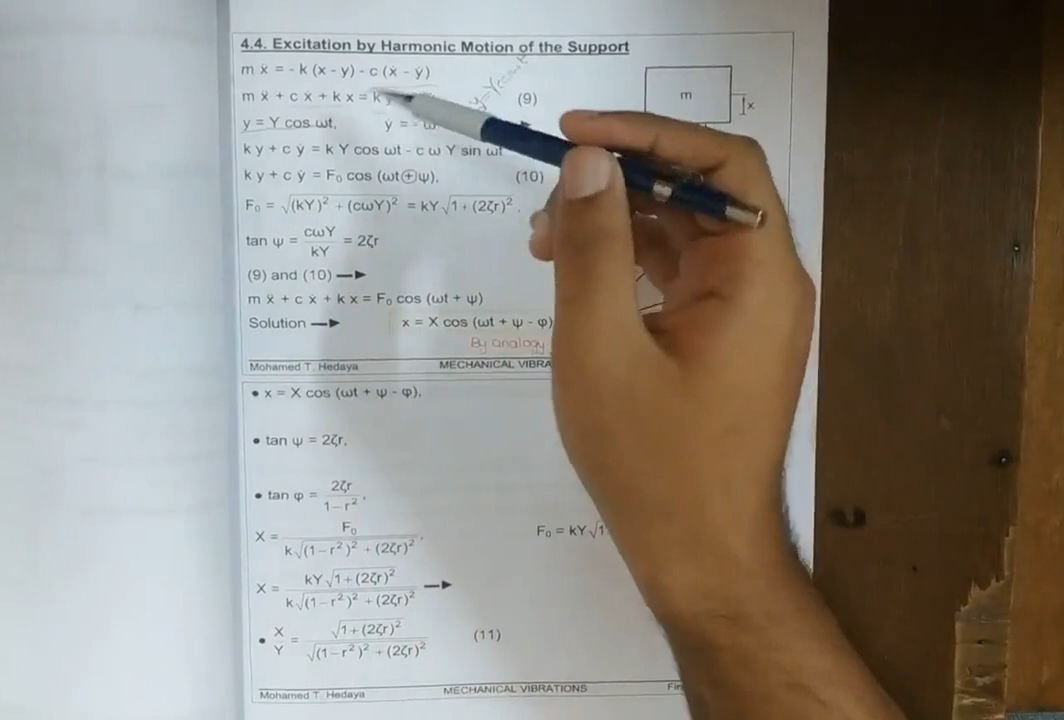 4.4. Excitation by Harmonic Motion of the Support
m ẍ = - k (x - y) - c (ẋ - ẏ)
m ẍ + c ẋ + k x = k y
(9)
y = Y cos ωt
m
x
y = Y cos ωt, ẏ = - ω
k y + c ẏ = k Y cos ωt - c ω Y sin ωt
k y + c ẏ = F₀ cos (ωt + ψ), (10)
F₀ = √(kY)² + (cωY)² = kY√1 + (2ζr)² ,
tan ψ = cωY / kY = 2ζr
(9) and (10) →
m ẍ + c ẋ + k x = F₀ cos (ωt + ψ)
Solution → x = X cos (ωt + ψ - φ)
By analogy
Mohamed T. Hedaya MECHANICAL VIBRA
• x = X cos (ωt + ψ - φ),
• tan ψ = 2ζr,
• tan φ = 2ζr / 1 – r² ,
X = F₀ / k√(1 – r²)² + (2ζr)² , F₀ = kY√1
X = kY√1 + (2ζr)² / k√(1 – r²)² + (2ζr)² →
• X / Y = √1 + (2ζr)² / √(1 – r²)² + (2ζr)² (11)
Mohamed T. Hedaya MECHANICAL VIBRATIONS Fir